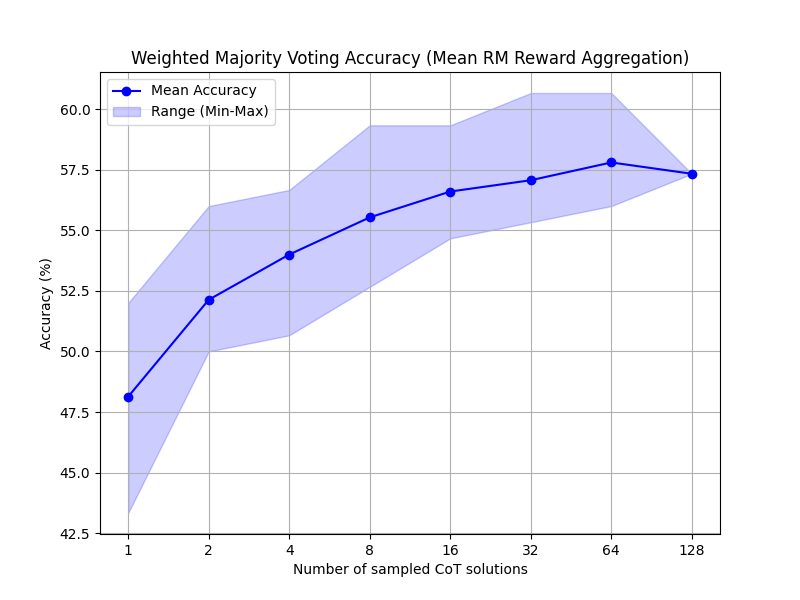 Weighted Majority Voting Accuracy (Mean RM Reward Aggregation)
Mean Accuracy
Range (Min-Max)
Accuracy (%)
60.0
57.5
55.0
52.5
50.0
47.5
45.0
42.5
1 2 4 8 16 32 64 128
Number of sampled CoT solutions